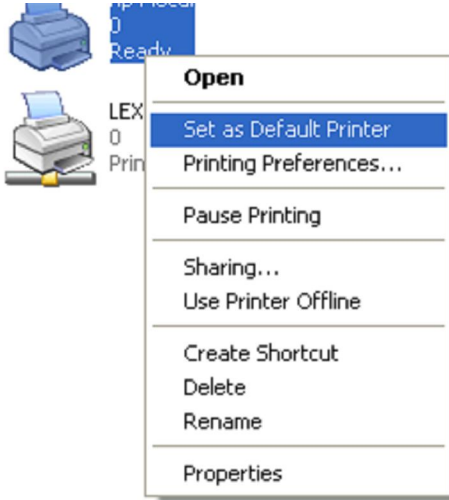 0
Ready
LEX
0
Prin
Open
Set as Default Printer
Printing Preferences...
Pause Printing
Sharing...
Use Printer Offline
Create Shortcut
Delete
Rename
Properties